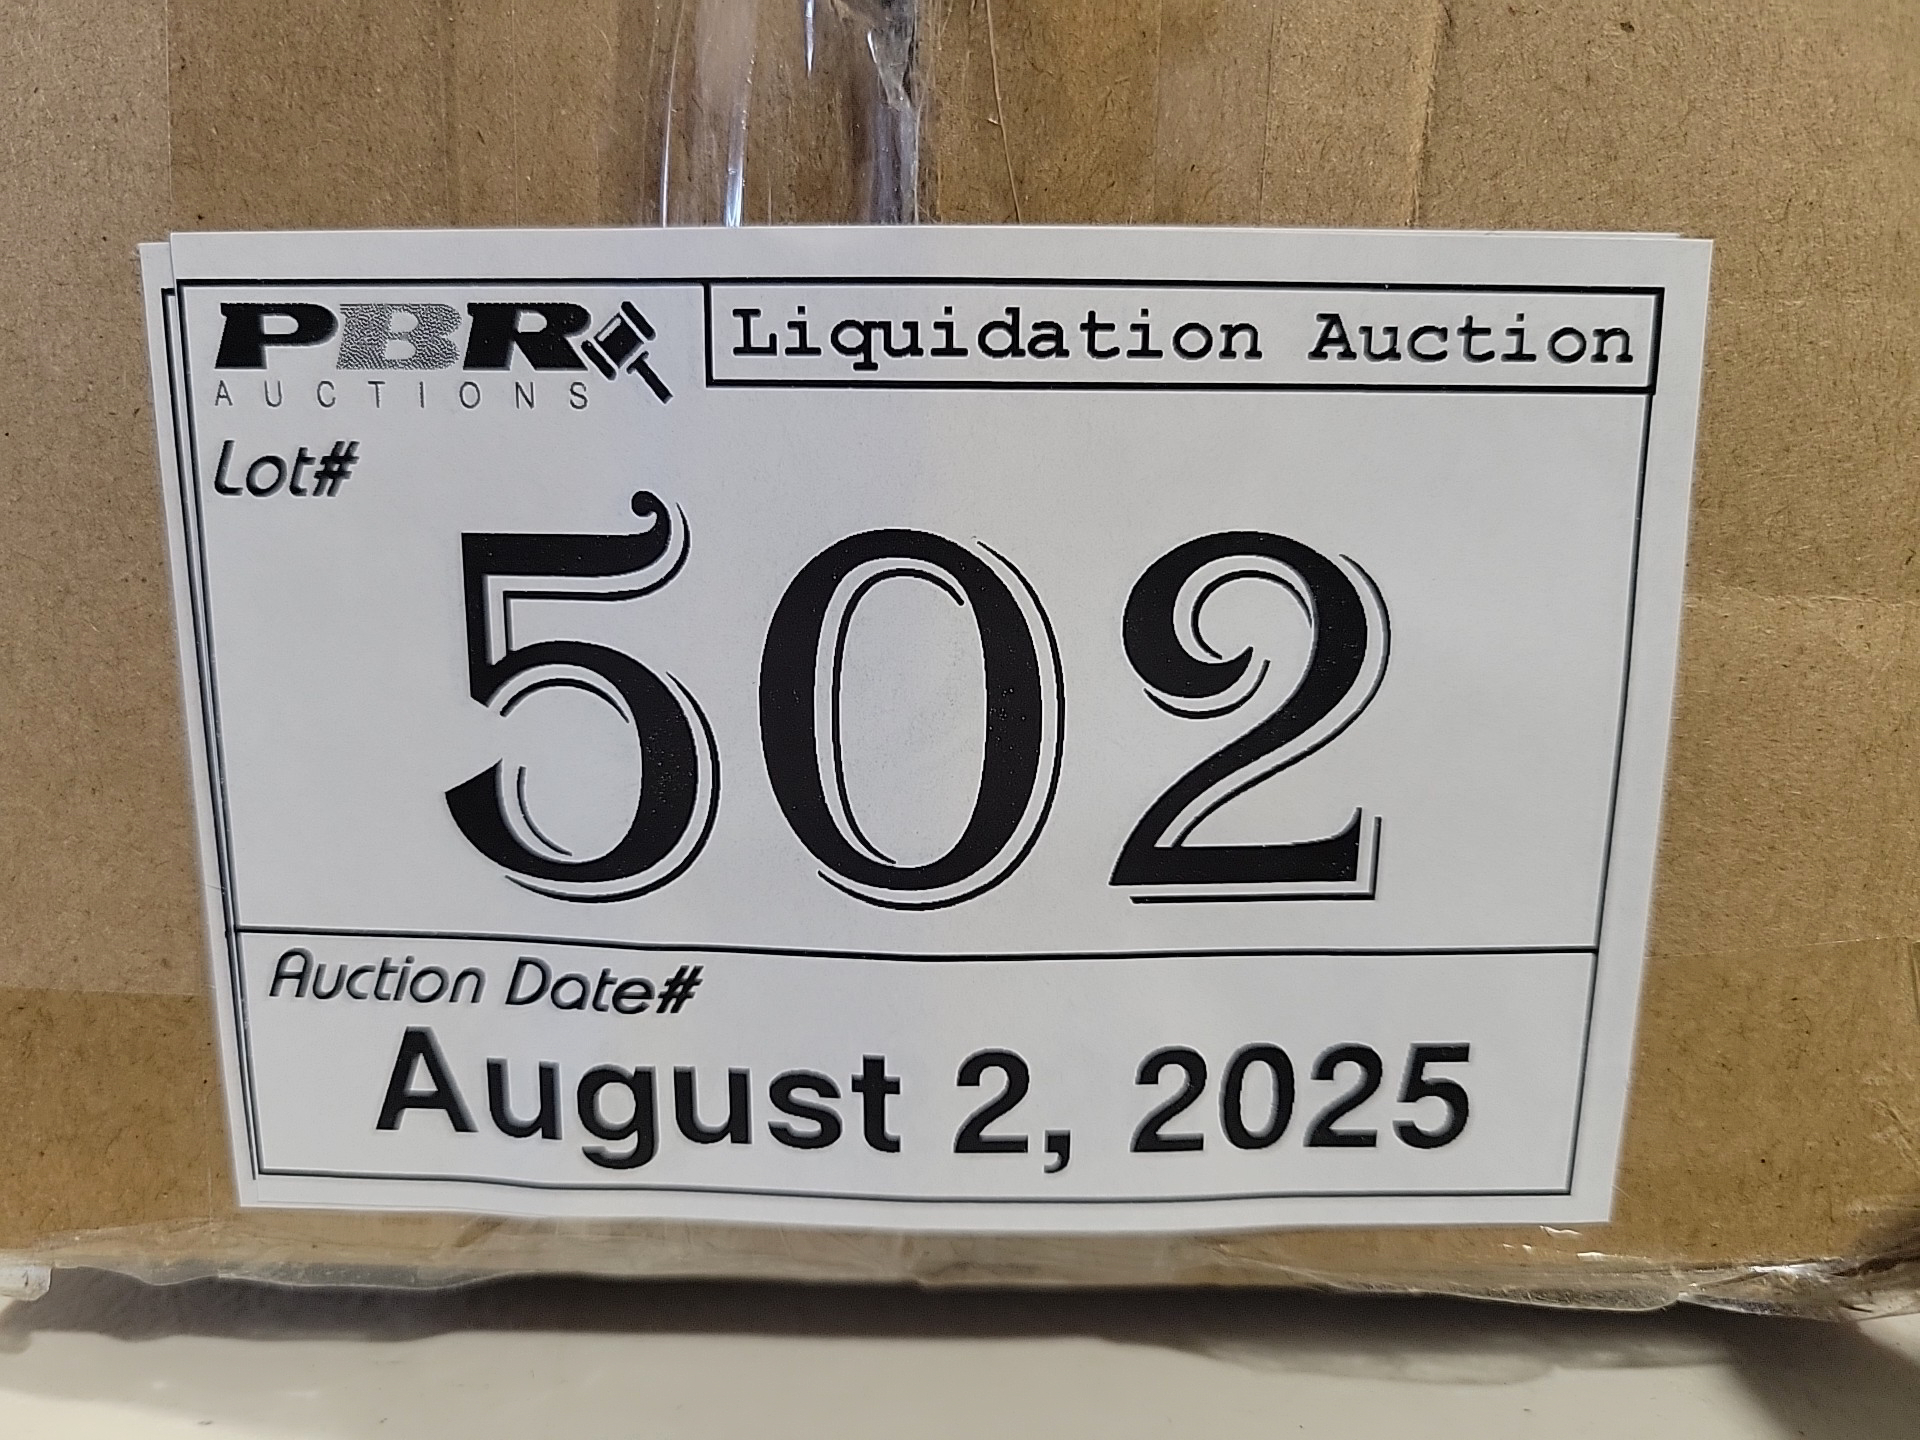 PBR
AUCTIONS
Liquidation Auction
Lot#
502
Auction Date#
August 2, 2025